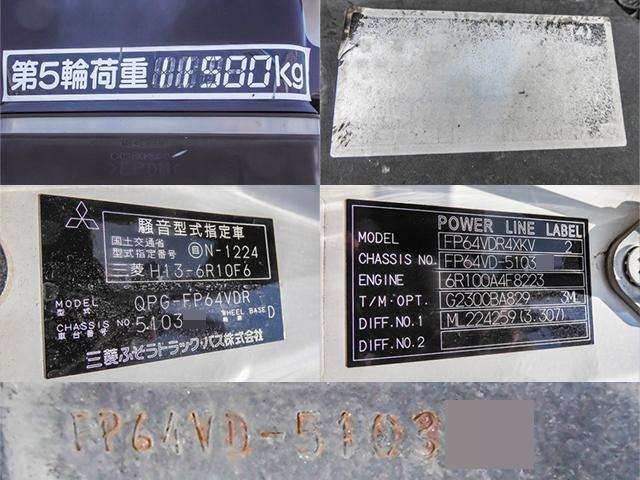 第5輪荷重 11500Kg
騒音型式指定車
国土交通省
型式指定番号 自N-1224
三菱 H13-6R10F6
MODEL
型式 QPG-FP64VDR
CHASSIS NO.
車台番号 5103
WHEEL BASE D
三菱ふそうトラック・バス株式会社
POWER LINE LABEL
MODEL FP64VDR4XKV 2
CHASSIS NO. FP64VD-5103
ENGINE 6R100A4F8223
T/M·OPT. G230CBA829 3ML
DIFF.NO.1 ML224259(3.307)
DIFF.NO.2
FP64VD-5103